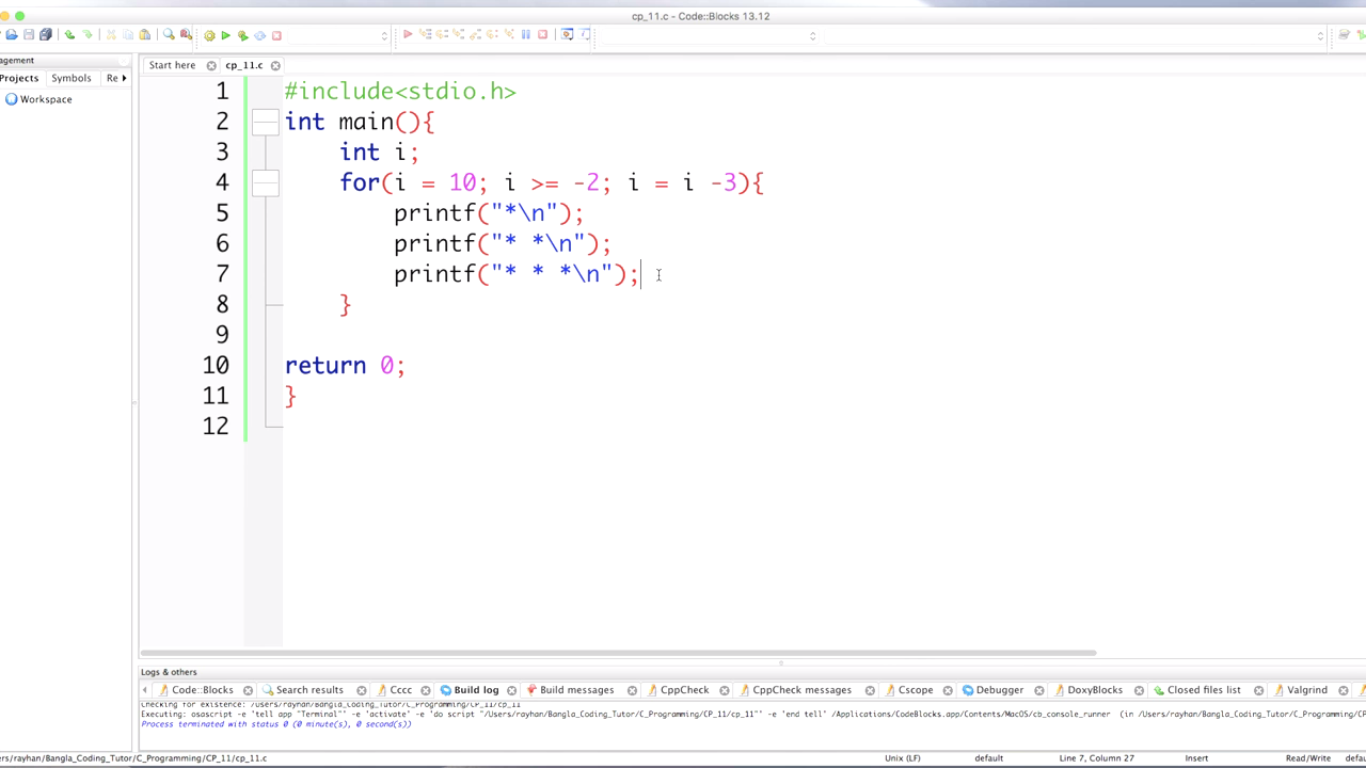 cp_11.c - Code::Blocks 13.12
agement
Start here
cp_11.c
Projects Symbols Re
Workspace
1 #include<stdio.h>
2 int main(){
3 int i;
4 for(i = 10; i >= -2; i = i -3){
5 printf("*\n");
6 printf("* *\n");
7 printf("* * *\n");
8 }
9
10 return 0;
11 }
12
Logs & others
Code::Blocks Search results Cccc Build log Build messages CppCheck CppCheck messages Cscope Debugger DoxyBlocks Closed files list Valgrind
Checking for existence: /Users/rayhan/Bangla_Coding_Tutor/C_Programming/CP_11/cp_11
Executing: osascript -e 'tell app "Terminal"' -e 'activate' -e 'do script "/Users/rayhan/Bangla_Coding_Tutor/C_Programming/CP_11/cp_11"' -e 'end tell' /Applications/CodeBlocks.app/Contents/MacOS/cb_console_runner (in /Users/rayhan/Bangla_Coding_Tutor/C_Programming/CP
Process terminated with status 0 (0 minute(s), 0 second(s))
ers/rayhan/Bangla_Coding_Tutor/C_Programming/CP_11/cp_11.c Unix (LF) default Line 7, Column 27 Insert Read/Write defau